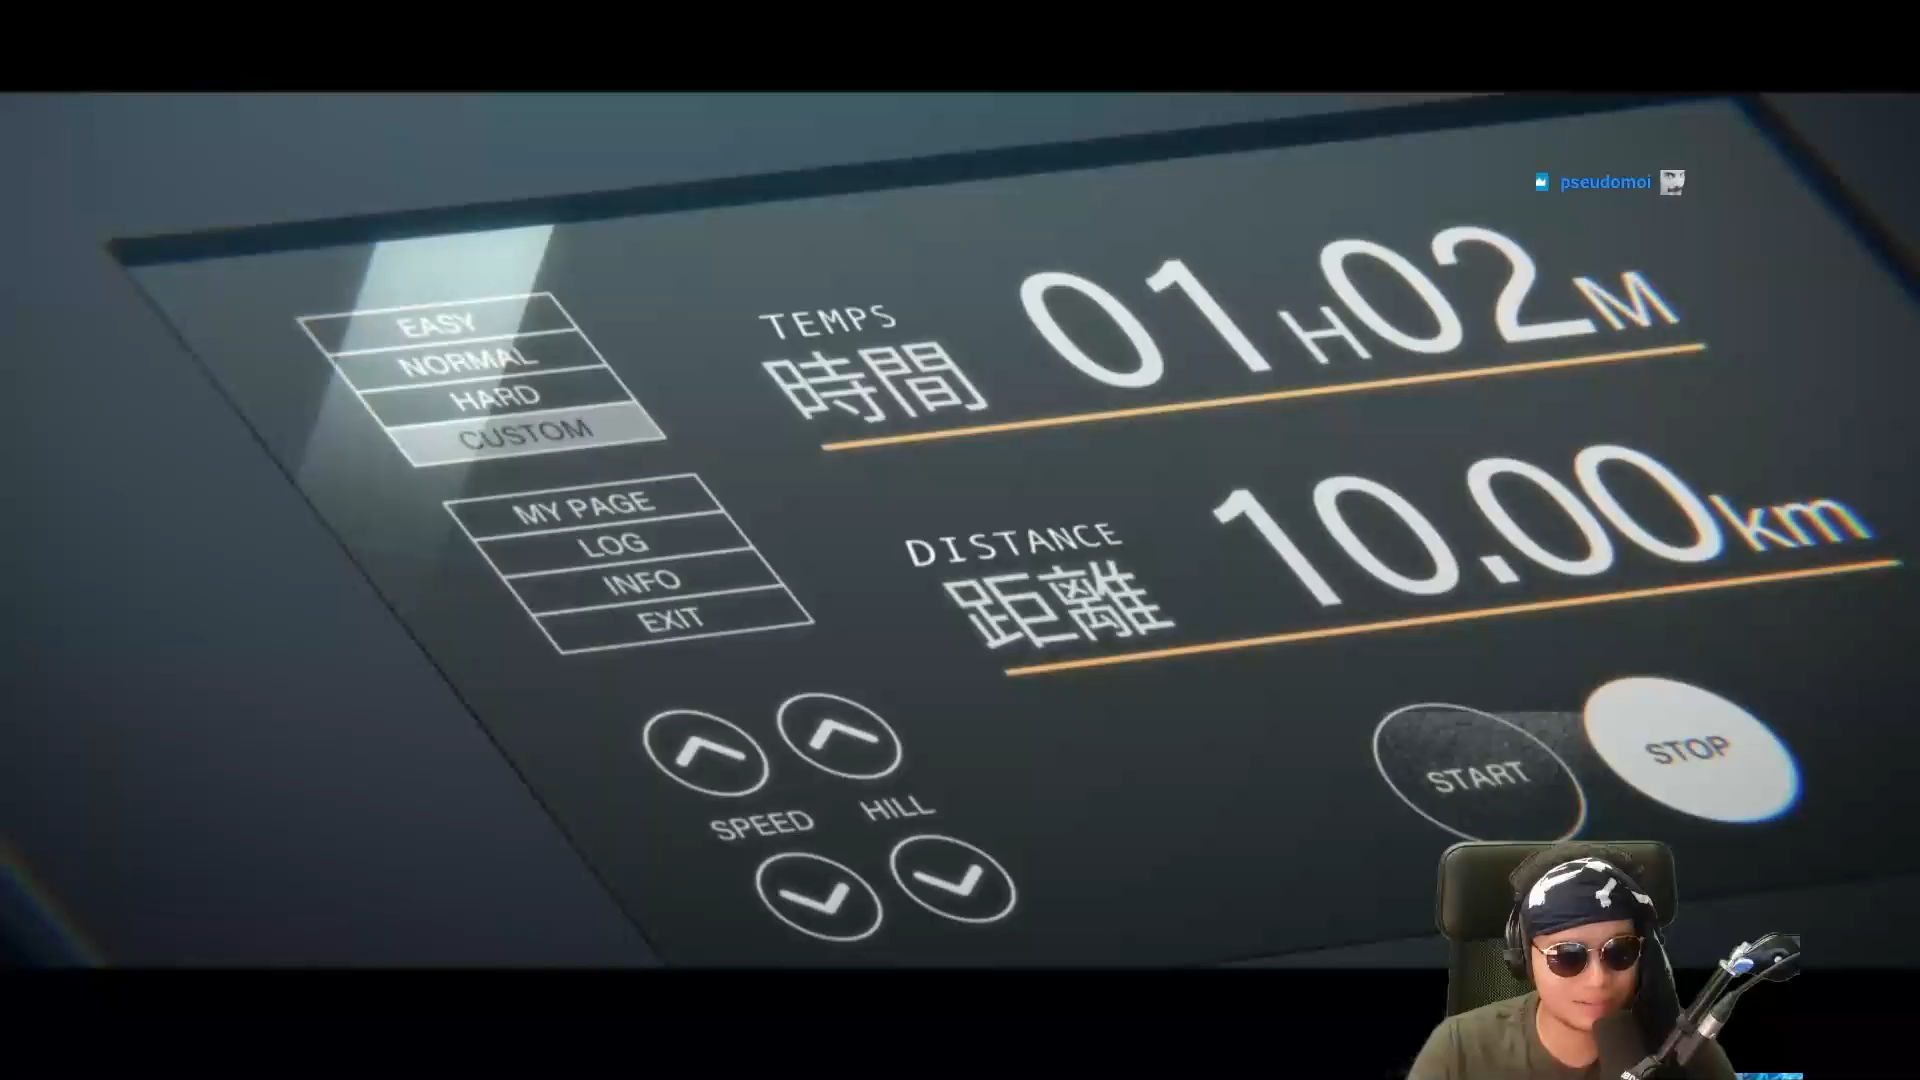 pseudomoi
EASY
NORMAL
HARD
CUSTOM
TEMPS
時間
01H02M
MY PAGE
LOG
INFO
EXIT
DISTANCE
距離
10.00km
SPEED
HILL
START
STOP